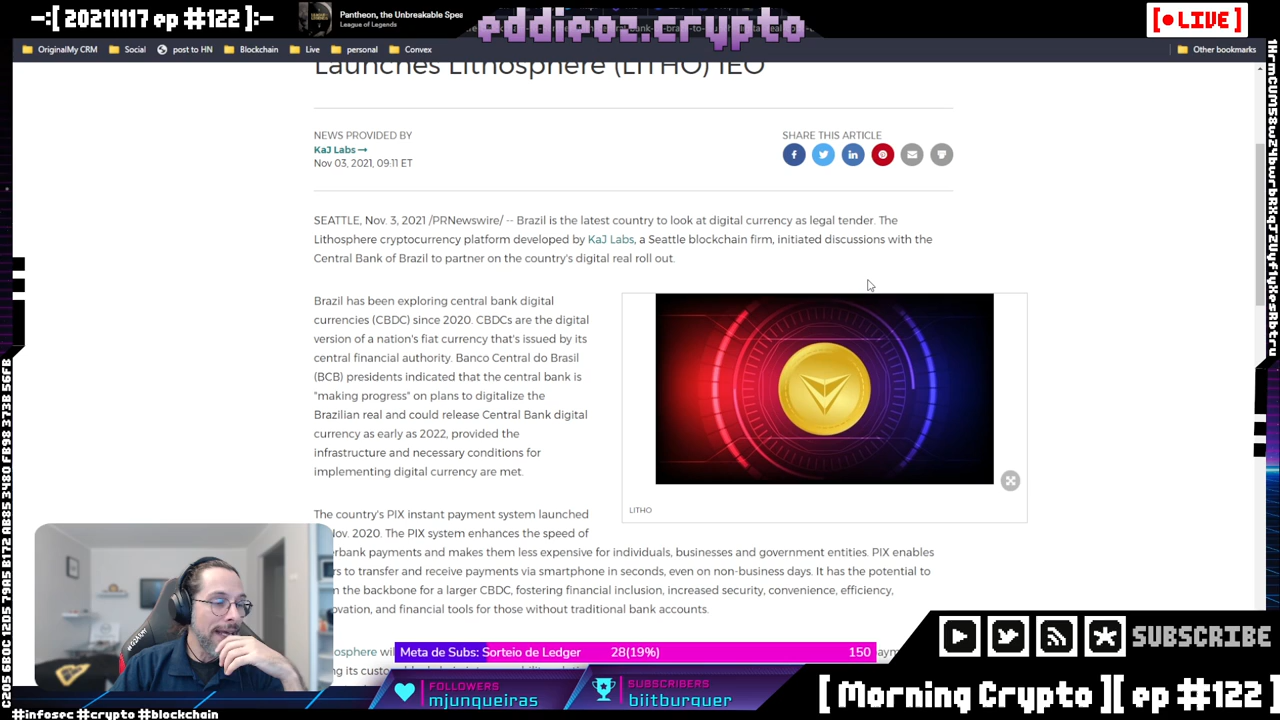 -:[ 20211117 ep #122 ]:-
Pantheon, the Unbreakable Spea
League of Legends
eddieoz.crypto
[●LIVE]
OriginalMy CRM
Social
post to HN
Blockchain
Live
personal
Convex
Other bookmarks
Launches Lithosphere (LITHO) IEO
NEWS PROVIDED BY
KaJ Labs →
Nov 03, 2021, 09:11 ET
SHARE THIS ARTICLE
SEATTLE, Nov. 3, 2021 /PRNewswire/ -- Brazil is the latest country to look at digital currency as legal tender. The
Lithosphere cryptocurrency platform developed by KaJ Labs, a Seattle blockchain firm, initiated discussions with the
Central Bank of Brazil to partner on the country's digital real roll out.
Brazil has been exploring central bank digital
currencies (CBDC) since 2020. CBDCs are the digital
version of a nation's fiat currency that's issued by its
central financial authority. Banco Central do Brasil
(BCB) presidents indicated that the central bank is
"making progress" on plans to digitalize the
Brazilian real and could release Central Bank digital
currency as early as 2022, provided the
infrastructure and necessary conditions for
implementing digital currency are met.
LITHO
The country's PIX instant payment system launched
Nov. 2020. The PIX system enhances the speed of
erbank payments and makes them less expensive for individuals, businesses and government entities. PIX enables
rs to transfer and receive payments via smartphone in seconds, even on non-business days. It has the potential to
the backbone for a larger CBDC, fostering financial inclusion, increased security, convenience, efficiency,
ovation, and financial tools for those without traditional bank accounts.
osphere wil
Meta de Subs: Sorteio de Ledger
28(19%)
150
FOLLOWERS
mjunqueiras
SUBSCRIBERS
biitburguer
SUBSCRIBE
[ Morning Crypto ][ ep #122 ]
#infosec #crypto #blockchain